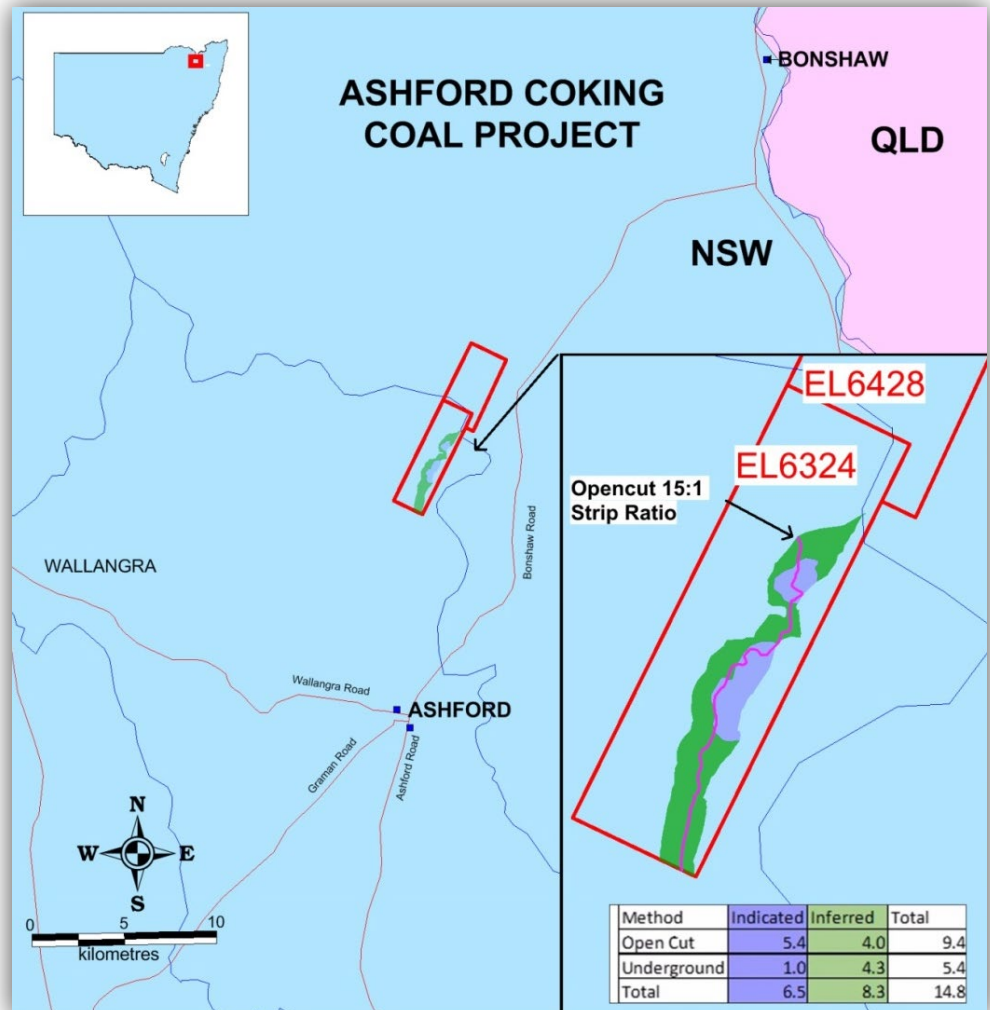 ASHFORD COKING
COAL PROJECT
BONSHAW
QLD
NSW
EL6428
EL6324
Opencut 15:1
Strip Ratio
Bonshaw Road
WALLANGRA
Wallangra Road
ASHFORD
Graman Road
Ashford Road
N
W E
S
0 5 10
kilometres
Method Indicated Inferred Total
Open Cut 5.4 4.0 9.4
Underground 1.0 4.3 5.4
Total 6.5 8.3 14.8